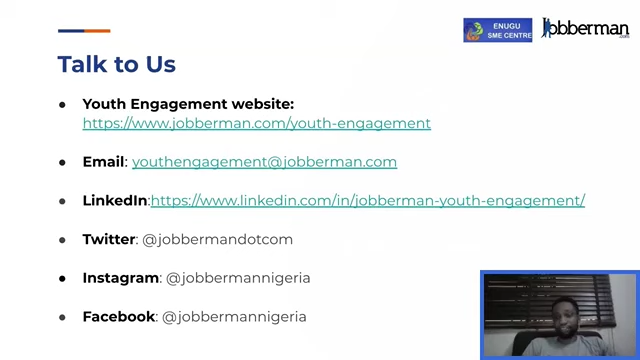 ENUGU
SME CENTRE
Jobberman
.com
Talk to Us
● Youth Engagement website:
https://www.jobberman.com/youth-engagement
● Email: youthengagement@jobberman.com
● LinkedIn:https://www.linkedin.com/in/jobberman-youth-engagement/
● Twitter: @jobbermandotcom
● Instagram: @jobbermannigeria
● Facebook: @jobbermannigeria